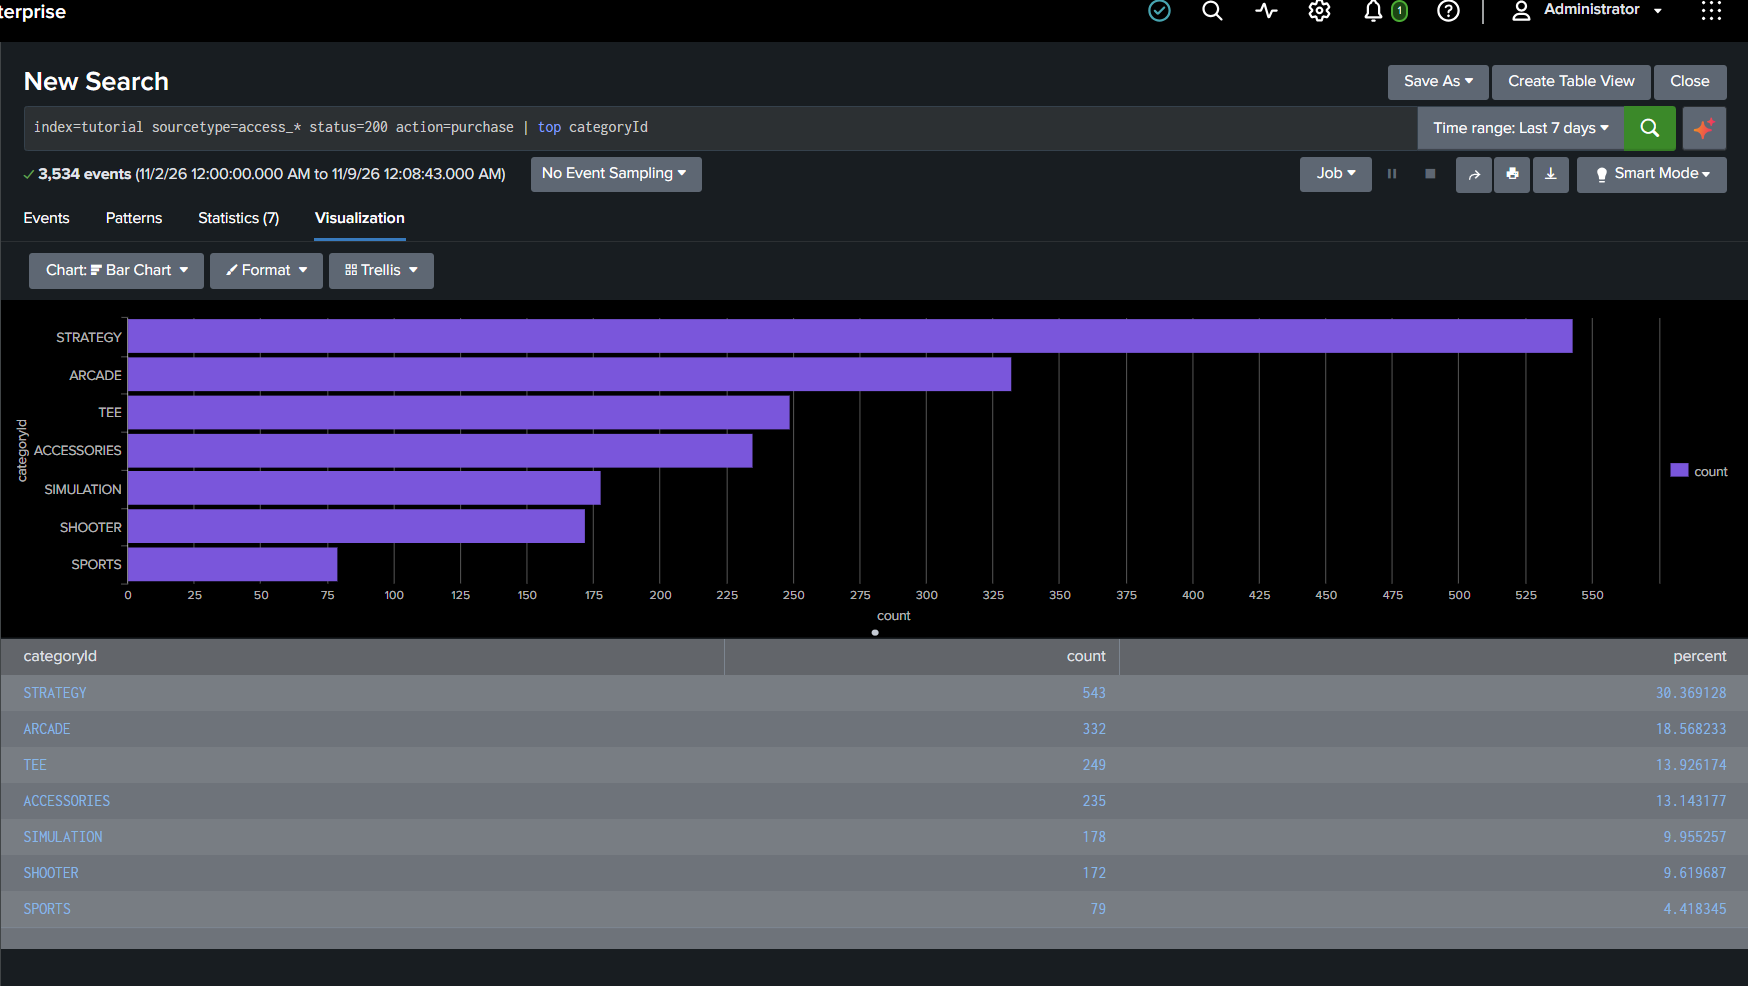 terprise
1
Administrator
New Search
Save As
Create Table View
Close
index=tutorial sourcetype=access_* status=200 action=purchase | top categoryId
Time range: Last 7 days
3,534 events (11/2/26 12:00:00.000 AM to 11/9/26 12:08:43.000 AM)
No Event Sampling
Job
Smart Mode
Events
Patterns
Statistics (7)
Visualization
Chart: Bar Chart
Format
Trellis
categoryId
STRATEGY
ARCADE
TEE
ACCESSORIES
SIMULATION
SHOOTER
SPORTS
0 25 50 75 100 125 150 175 200 225 250 275 300 325 350 375 400 425 450 475 500 525 550
count
count
categoryId count percent
STRATEGY 543 30.369128
ARCADE 332 18.568233
TEE 249 13.926174
ACCESSORIES 235 13.143177
SIMULATION 178 9.955257
SHOOTER 172 9.619687
SPORTS 79 4.418345